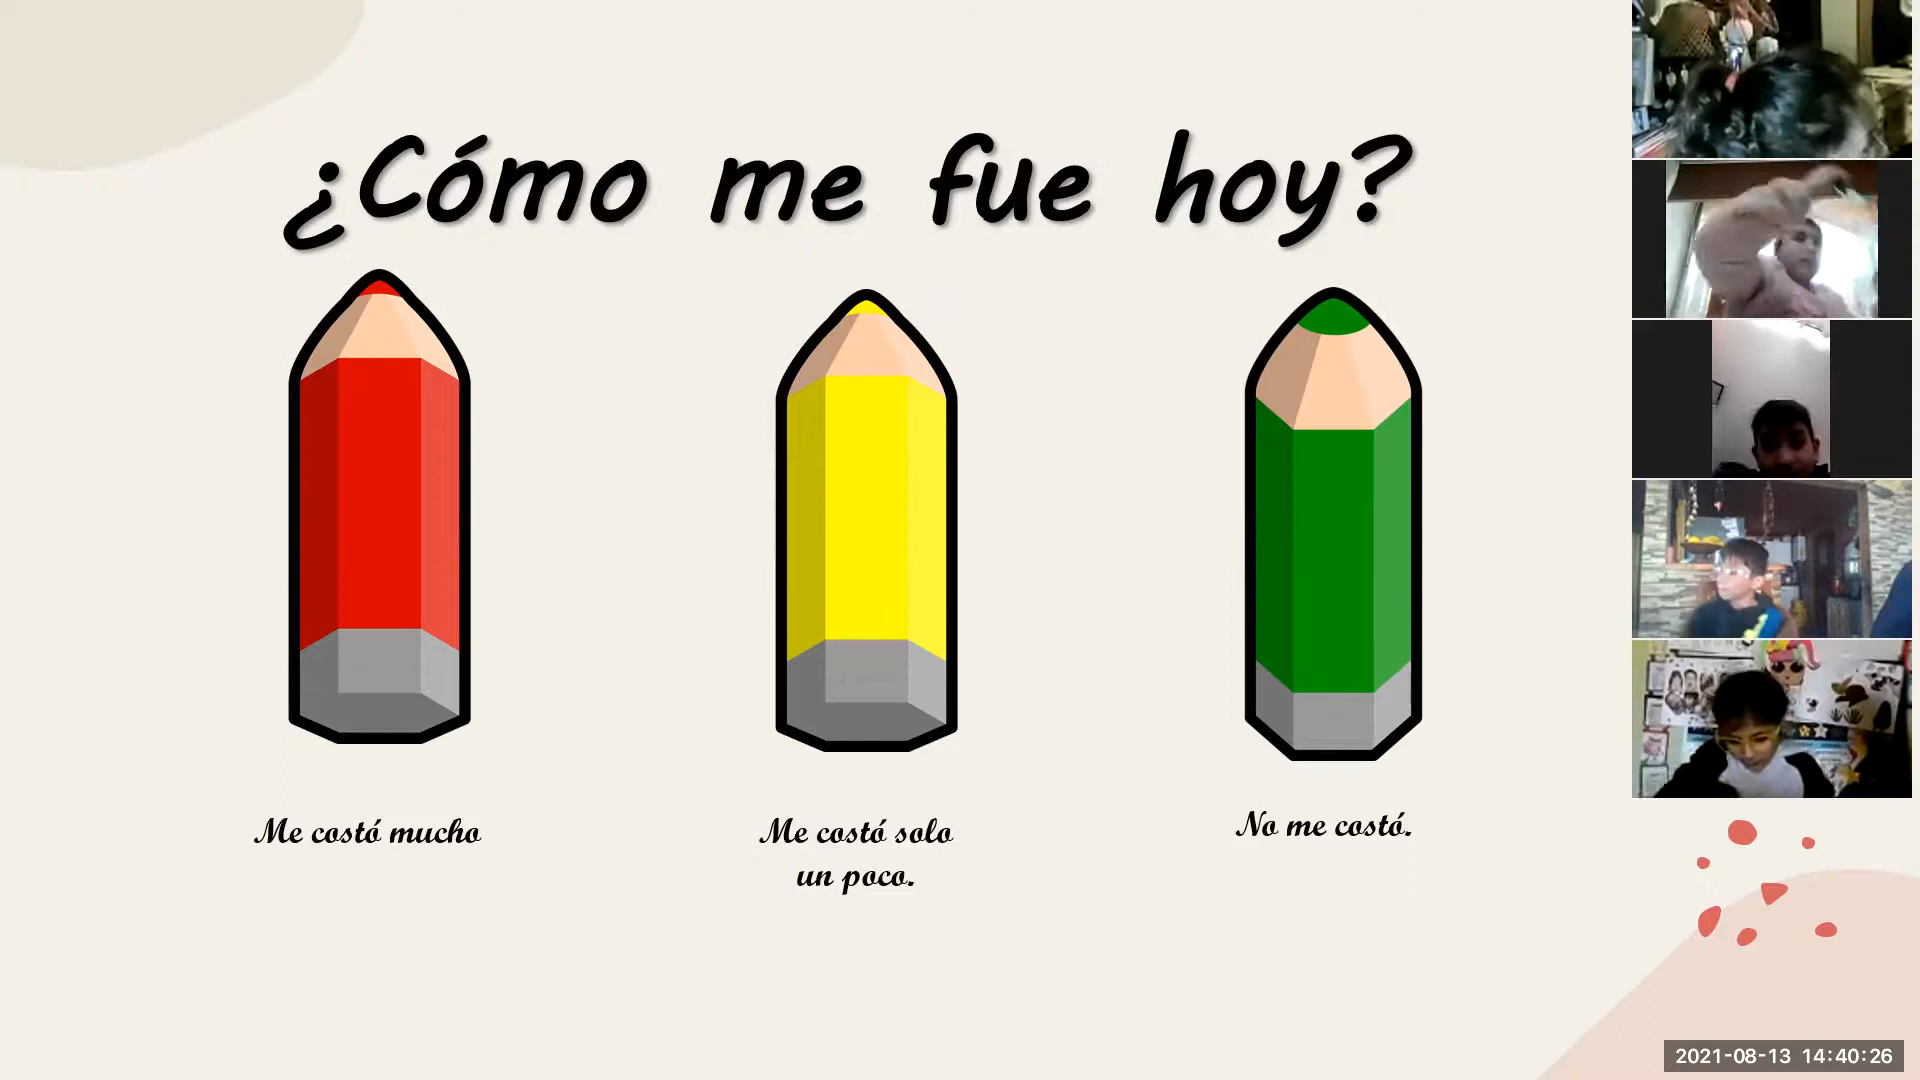 ¿Cómo me fue hoy?
Me costó mucho
Me costó solo
un poco.
No me costó.
2021-08-13 14:40:26